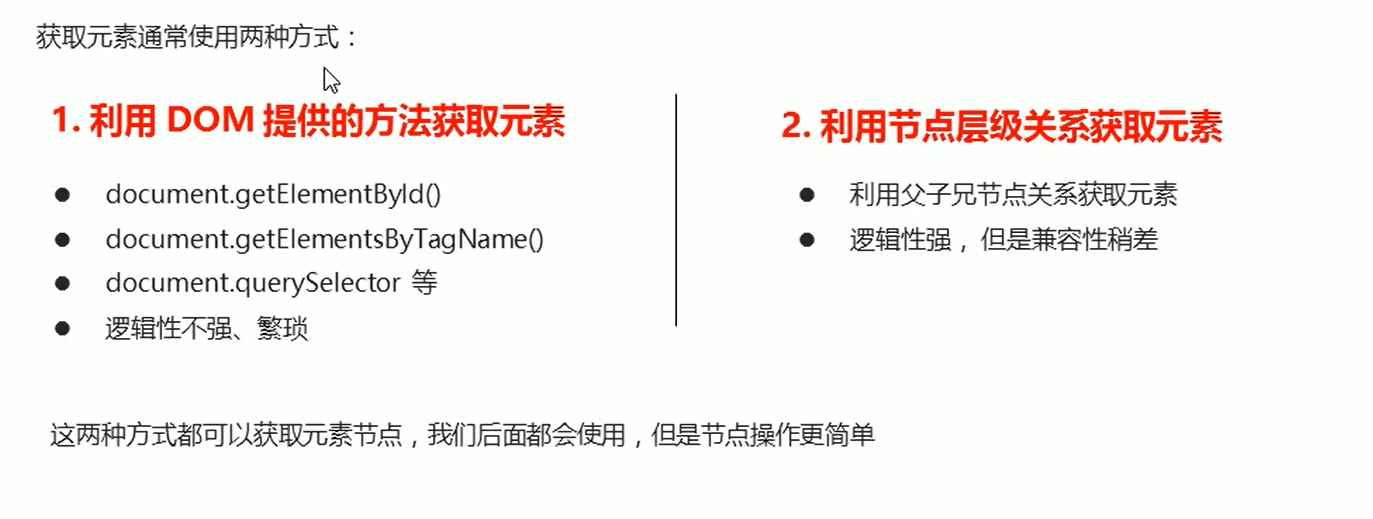 获取元素通常使用两种方式：
1. 利用 DOM 提供的方法获取元素
document.getElementById()
document.getElementsByTagName()
document.querySelector 等
逻辑性不强、繁琐
2. 利用节点层级关系获取元素
利用父子兄节点关系获取元素
逻辑性强，但是兼容性稍差
这两种方式都可以获取元素节点，我们后面都会使用，但是节点操作更简单